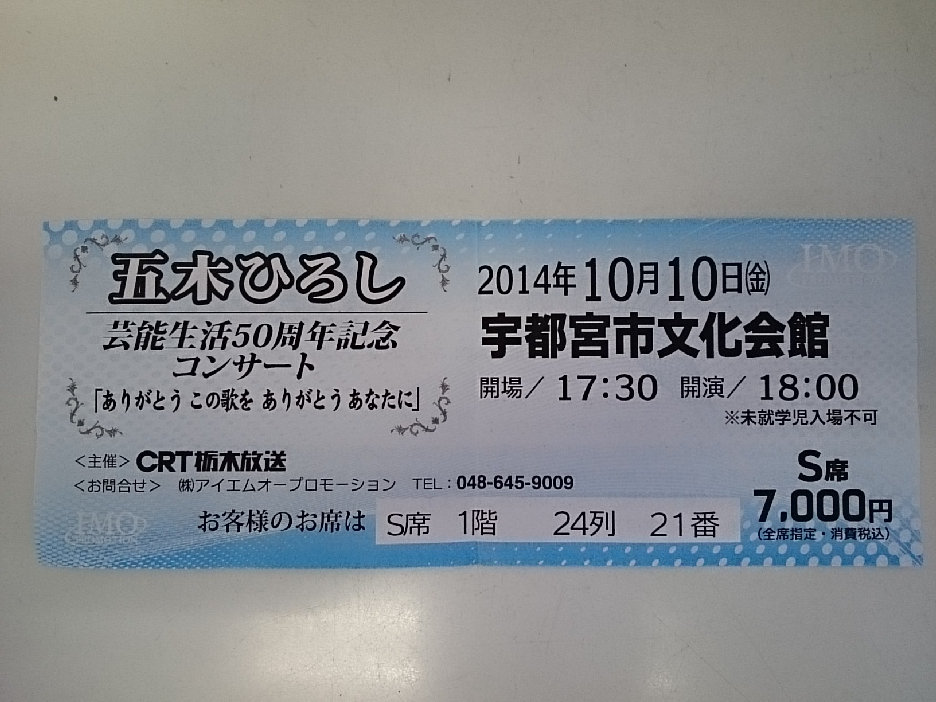 五木ひろし
芸能生活50周年記念
コンサート
「ありがとう この歌を ありがとう あなたに」
2014年10月10日㈮
宇都宮市文化会館
開場／17:30 開演／18:00
※未就学児入場不可
＜主催＞CRT栃木放送
＜お問合せ＞ ㈱アイエムオープロモーション TEL：048-645-9009
お客様のお席は S席 1階 24列 21番
S席
7,000円
（全席指定・消費税込）
IMO
IMO